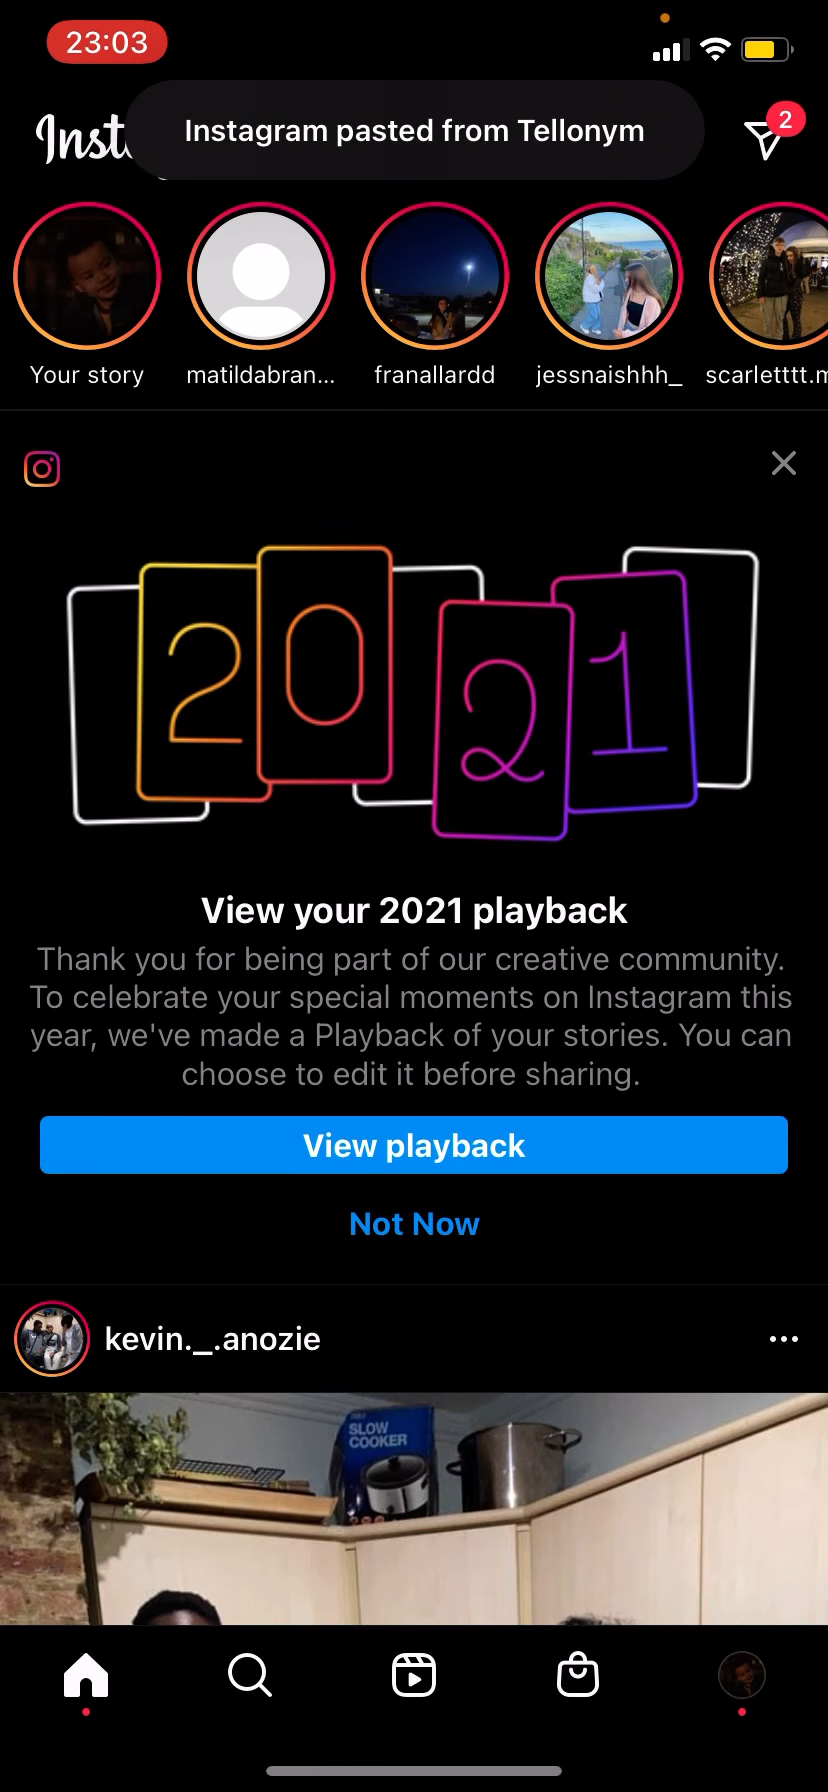 23:03
Instagram pasted from Tellonym
2
Your story
matildabran...
franallardd
jessnaishhh_
scarletttt.m
2021
View your 2021 playback
Thank you for being part of our creative community.
To celebrate your special moments on Instagram this
year, we've made a Playback of your stories. You can
choose to edit it before sharing.
View playback
Not Now
kevin._.anozie
SLOW
COOKER